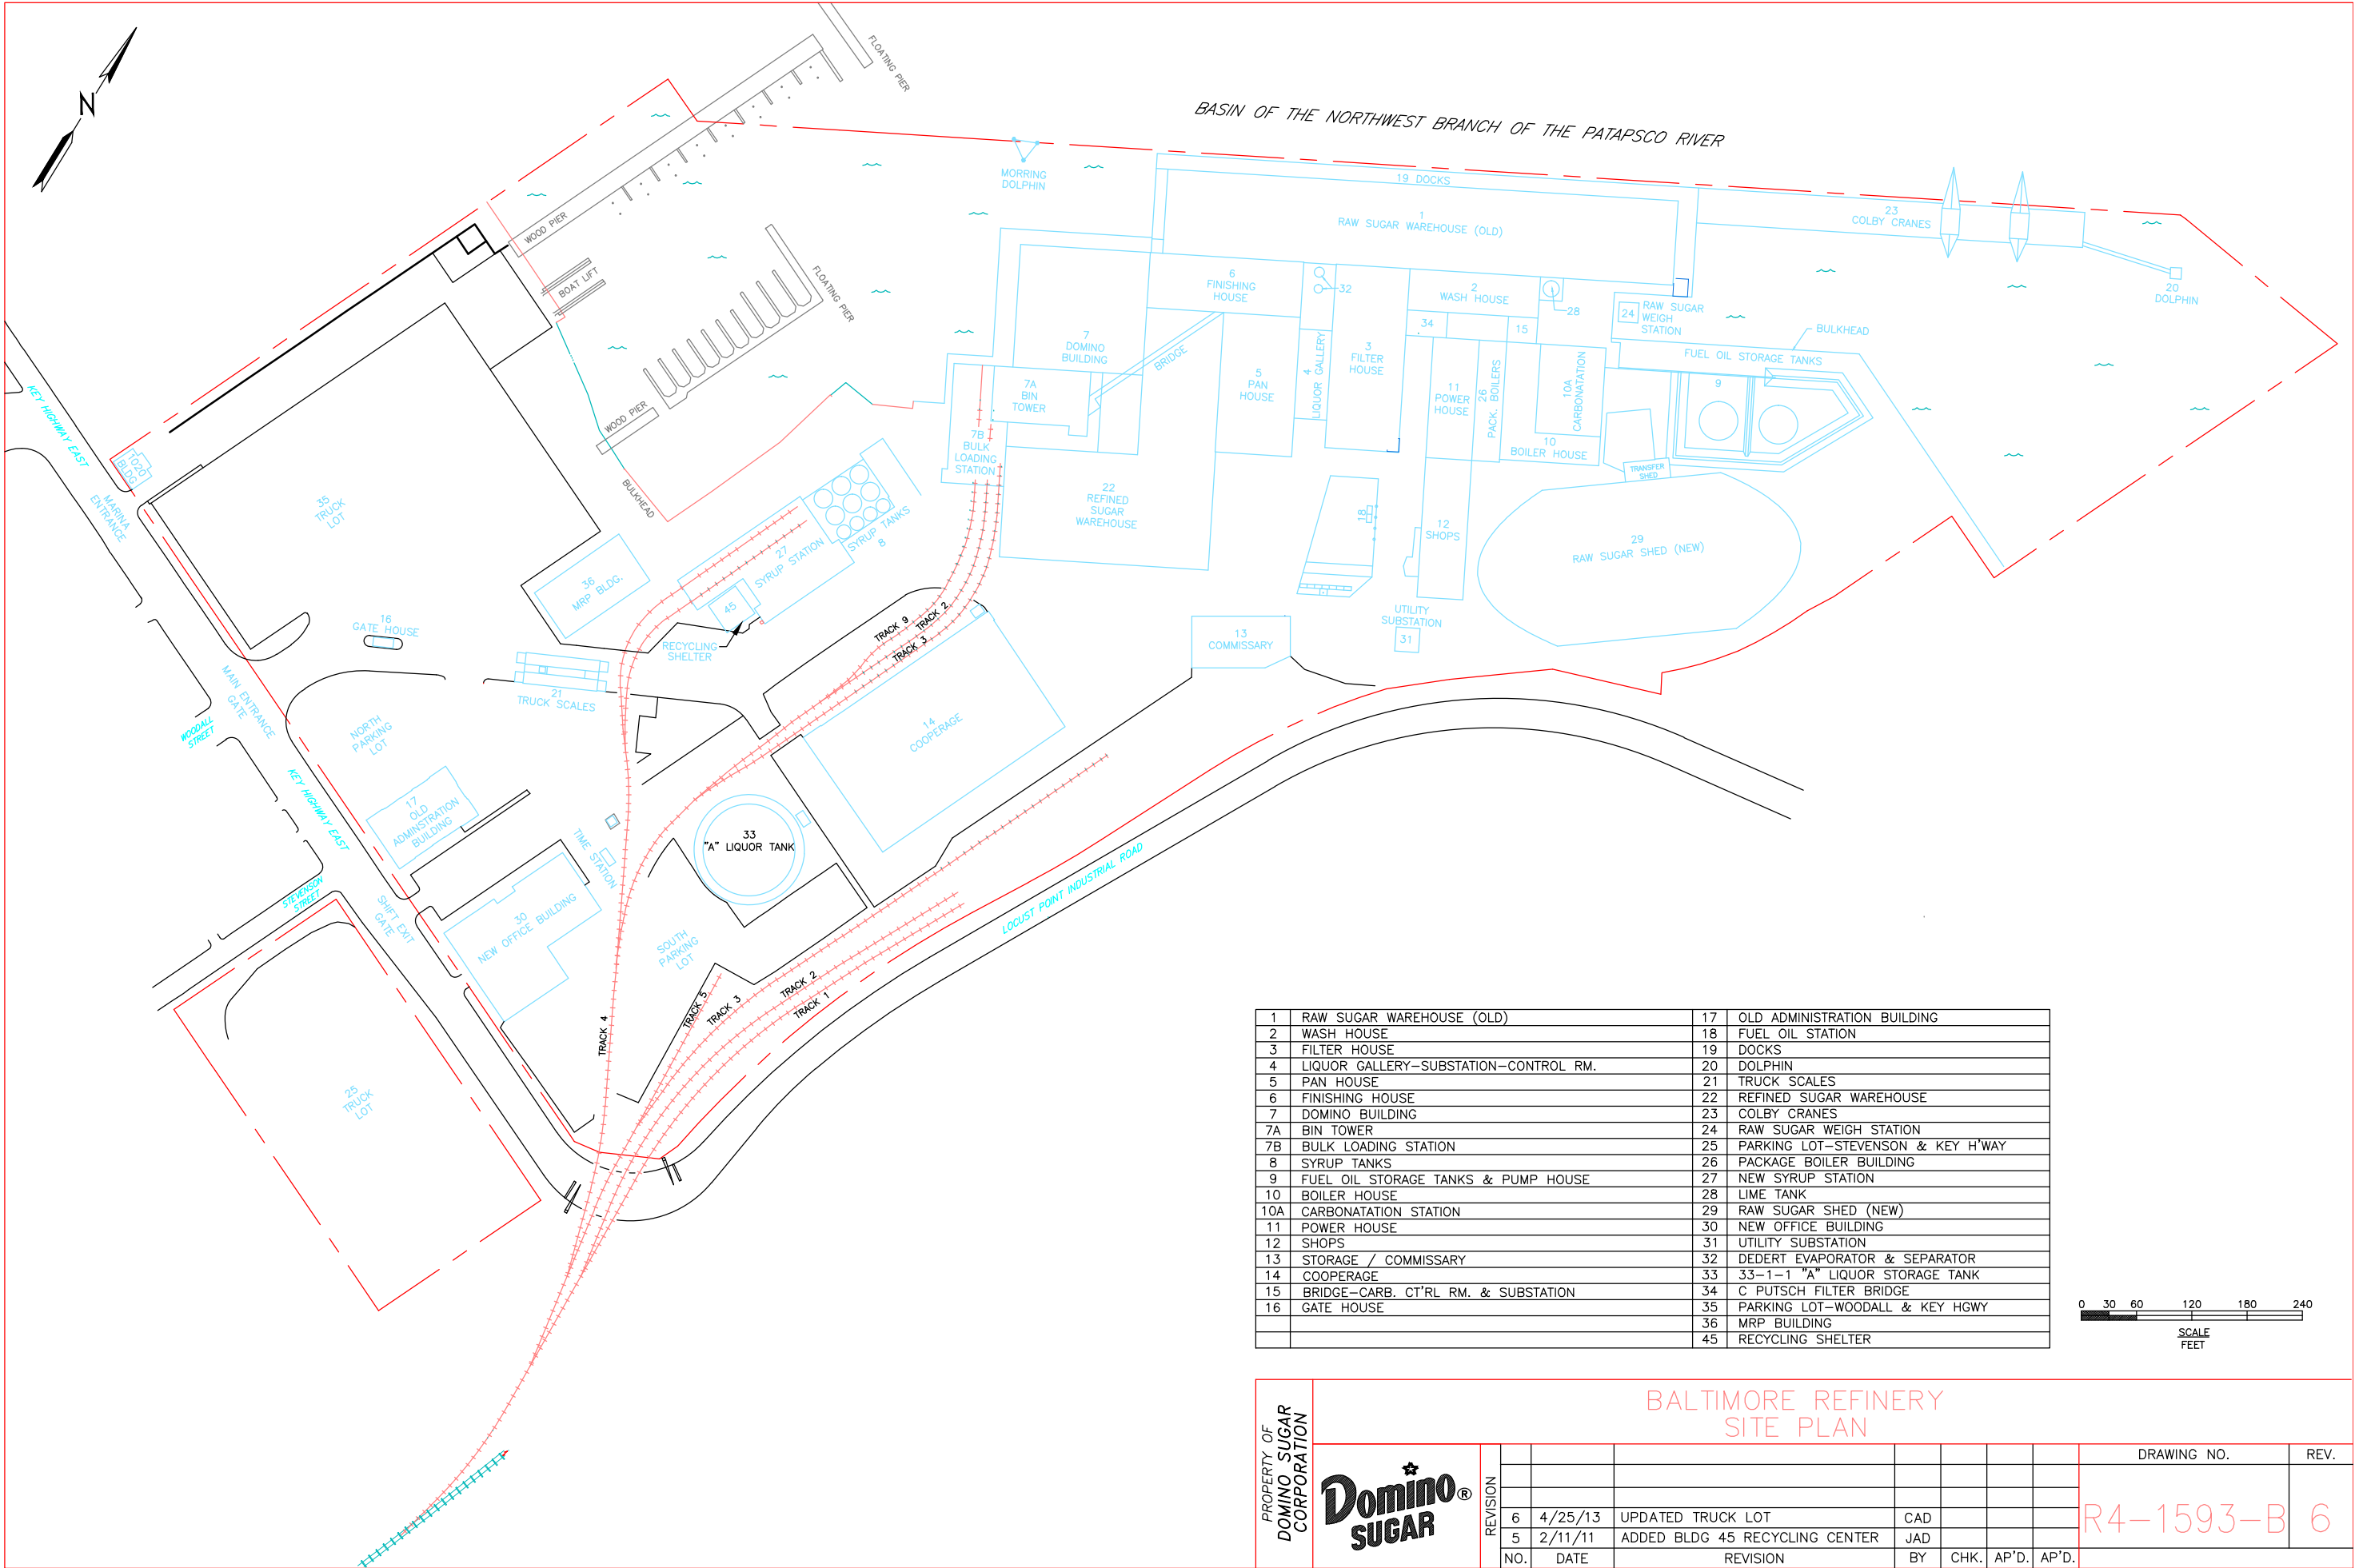 N
FLOATING PIER
BASIN OF THE NORTHWEST BRANCH OF THE PATAPSCO RIVER
MORRING
DOLPHIN
19 DOCKS
1
RAW SUGAR WAREHOUSE (OLD)
23
COLBY CRANES
WOOD PIER
BOAT LIFT
FLOATING PIER
6
FINISHING
HOUSE
32
2
WASH HOUSE
28
24
RAW SUGAR
WEIGH
STATION
20
DOLPHIN
BULKHEAD
34
15
7
DOMINO
BUILDING
BRIDGE
LIQUOR GALLERY
4
3
FILTER
HOUSE
FUEL OIL STORAGE TANKS
9
7A
BIN
TOWER
5
PAN
HOUSE
11
POWER
HOUSE
26
PACK. BOILERS
10A
CARBONATATION
KEY HIGHWAY EAST
WOOD PIER
7B
BULK
LOADING
STATION
10
BOILER HOUSE
TRANSFER
SHED
1020
BLDG
MARINA
ENTRANCE
BULKHEAD
35
TRUCK
LOT
22
REFINED
SUGAR
WAREHOUSE
18
12
SHOPS
29
RAW SUGAR SHED (NEW)
SYRUP TANKS
8
27
SYRUP STATION
36
MRP BLDG.
45
RECYCLING
SHELTER
16
GATE HOUSE
TRACK 9
TRACK 2
TRACK 3
13
COMMISSARY
UTILITY
SUBSTATION
31
MAIN ENTRANCE
GATE
WOODALL
STREET
21
TRUCK SCALES
NORTH
PARKING
LOT
14
COOPERAGE
KEY HIGHWAY EAST
17
OLD
ADMINSTRATION
BUILDING
TIME STATION
33
"A" LIQUOR TANK
STEVENSON
STREET
SHIFT EXIT
GATE
30
NEW OFFICE BUILDING
SOUTH
PARKING
LOT
LOCUST POINT INDUSTRIAL ROAD
TRACK 4
TRACK 5
TRACK 3
TRACK 2
TRACK 1
25
TRUCK
LOT
1 RAW SUGAR WAREHOUSE (OLD) 17 OLD ADMINISTRATION BUILDING
2 WASH HOUSE 18 FUEL OIL STATION
3 FILTER HOUSE 19 DOCKS
4 LIQUOR GALLERY-SUBSTATION-CONTROL RM. 20 DOLPHIN
5 PAN HOUSE 21 TRUCK SCALES
6 FINISHING HOUSE 22 REFINED SUGAR WAREHOUSE
7 DOMINO BUILDING 23 COLBY CRANES
7A BIN TOWER 24 RAW SUGAR WEIGH STATION
7B BULK LOADING STATION 25 PARKING LOT-STEVENSON & KEY H'WAY
8 SYRUP TANKS 26 PACKAGE BOILER BUILDING
9 FUEL OIL STORAGE TANKS & PUMP HOUSE 27 NEW SYRUP STATION
10 BOILER HOUSE 28 LIME TANK
10A CARBONATATION STATION 29 RAW SUGAR SHED (NEW)
11 POWER HOUSE 30 NEW OFFICE BUILDING
12 SHOPS 31 UTILITY SUBSTATION
13 STORAGE / COMMISSARY 32 DEDERT EVAPORATOR & SEPARATOR
14 COOPERAGE 33 33-1-1 "A" LIQUOR STORAGE TANK
15 BRIDGE-CARB. CT'RL RM. & SUBSTATION 34 C PUTSCH FILTER BRIDGE
16 GATE HOUSE 35 PARKING LOT-WOODALL & KEY HGWY
36 MRP BUILDING
45 RECYCLING SHELTER
0 30 60 120 180 240
SCALE
FEET
PROPERTY OF
DOMINO SUGAR
CORPORATION
BALTIMORE REFINERY
SITE PLAN
Domino®
SUGAR
REVISION
DRAWING NO. REV.
R4-1593-B 6
6 4/25/13 UPDATED TRUCK LOT CAD
5 2/11/11 ADDED BLDG 45 RECYCLING CENTER JAD
NO. DATE REVISION BY CHK. AP'D. AP'D.